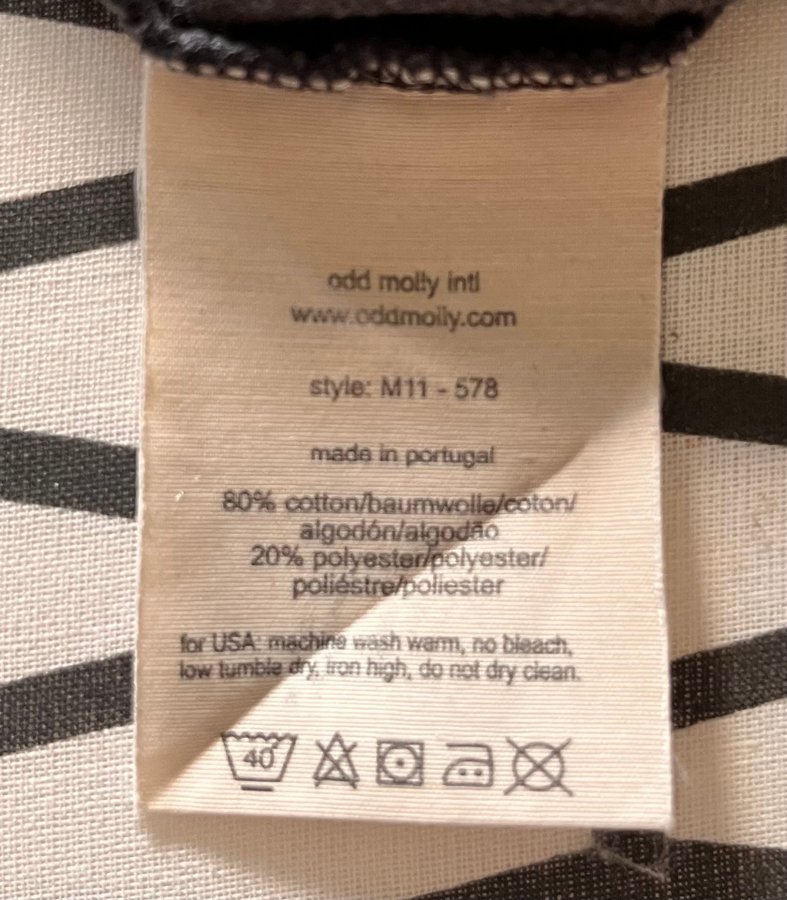 odd molly intl
www.oddmolly.com
style: M11 - 578
made in portugal
80% cotton/baumwolle/coton/
algodón/algodão
20% polyester/polyester/
poliéstre/poliester
for USA: machine wash warm, no bleach,
low tumble dry, iron high, do not dry clean.
40